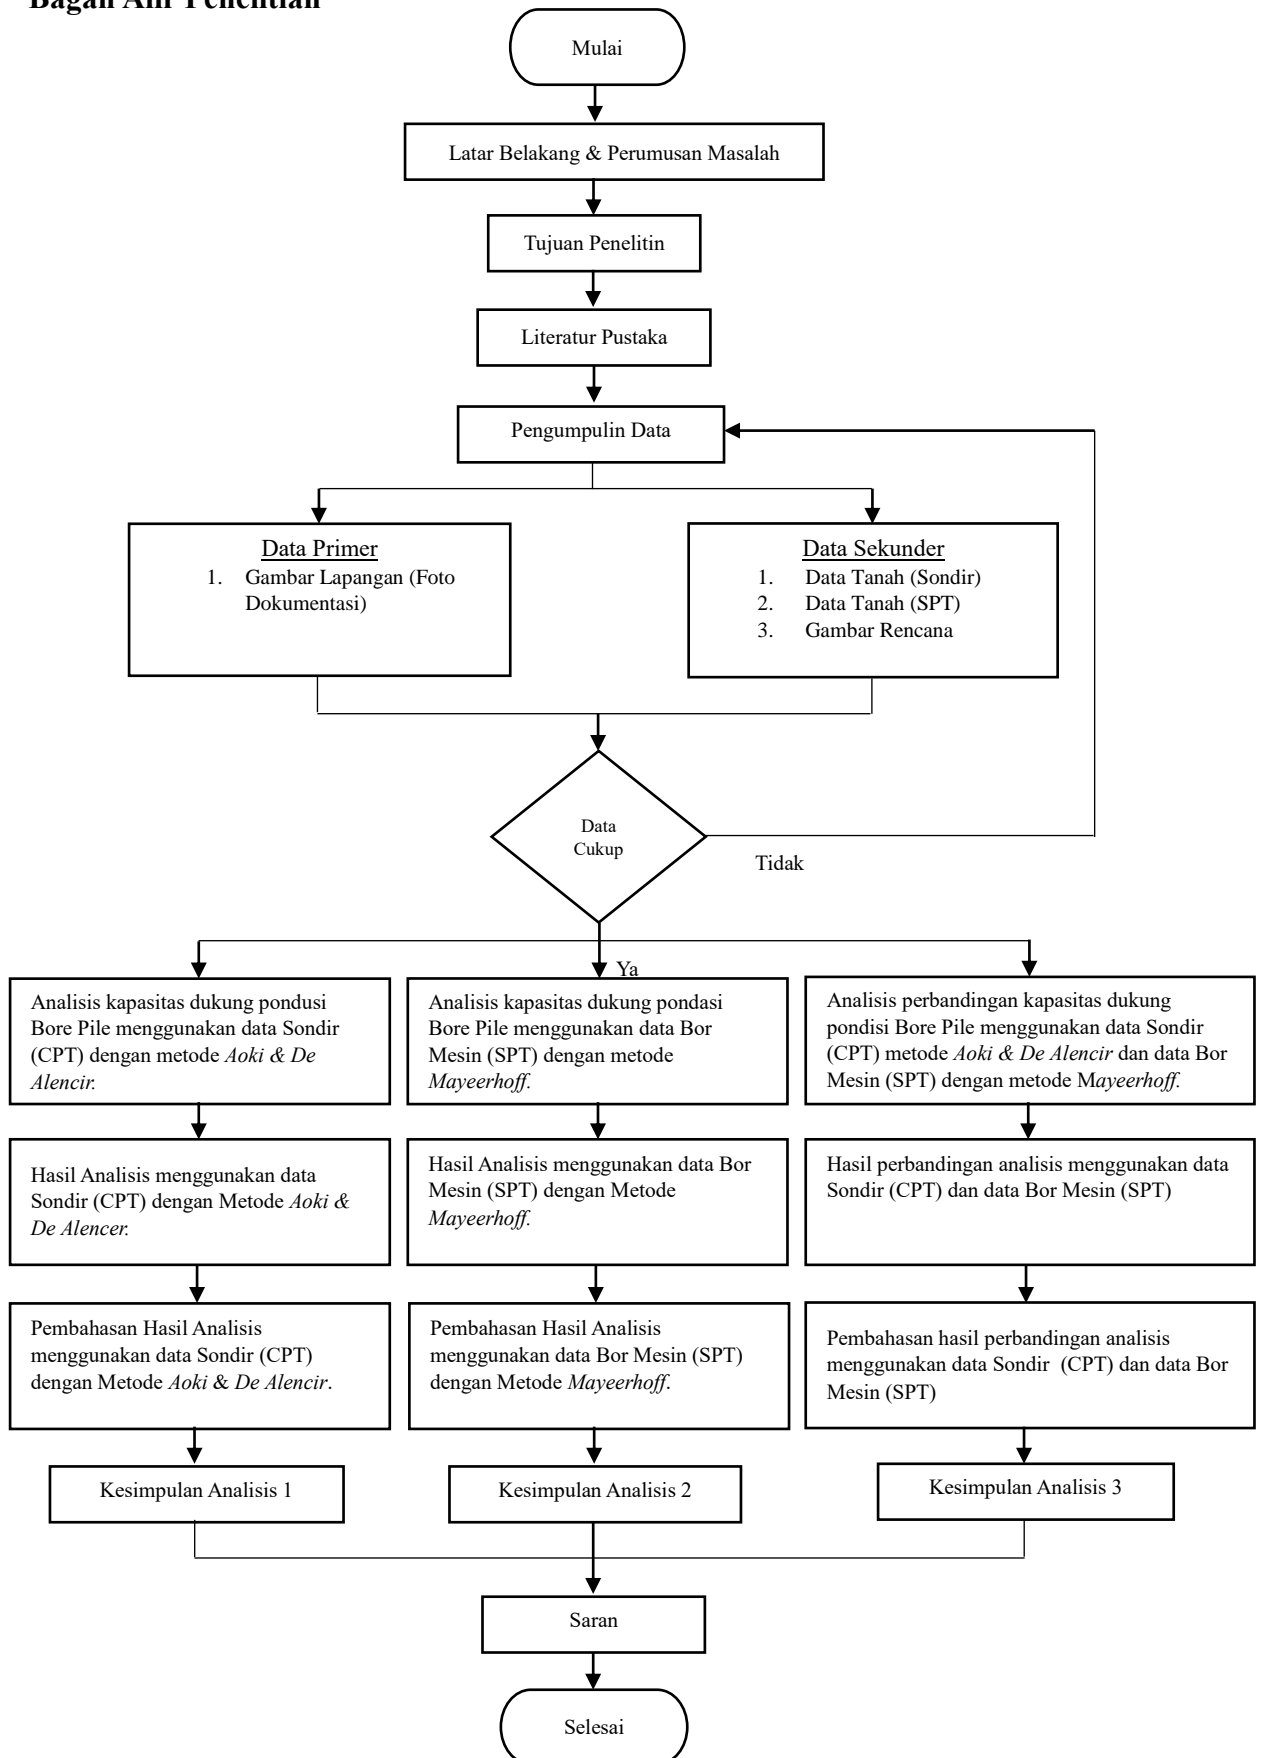 Bagan Alir Penelitian
Mulai
Latar Belakang & Perumusan Masalah
Tujuan Penelitin
Literatur Pustaka
Pengumpulin Data
Data Primer
1. Gambar Lapangan (Foto
Dokumentasi)
Data Sekunder
1. Data Tanah (Sondir)
2. Data Tanah (SPT)
3. Gambar Rencana
Data
Cukup
Tidak
Ya
Analisis kapasitas dukung pondusi
Bore Pile menggunakan data Sondir
(CPT) dengan metode Aoki & De
Alencir.
Analisis kapasitas dukung pondasi
Bore Pile menggunakan data Bor
Mesin (SPT) dengan metode
Mayeerhoff.
Analisis perbandingan kapasitas dukung
pondisi Bore Pile menggunakan data Sondir
(CPT) metode Aoki & De Alencir dan data Bor
Mesin (SPT) dengan metode Mayeerhoff.
Hasil Analisis menggunakan data
Sondir (CPT) dengan Metode Aoki &
De Alencer.
Hasil Analisis menggunakan data Bor
Mesin (SPT) dengan Metode
Mayeerhoff.
Hasil perbandingan analisis menggunakan data
Sondir (CPT) dan data Bor Mesin (SPT)
Pembahasan Hasil Analisis
menggunakan data Sondir (CPT)
dengan Metode Aoki & De Alencir.
Pembahasan Hasil Analisis
menggunakan data Bor Mesin (SPT)
dengan Metode Mayeerhoff.
Pembahasan hasil perbandingan analisis
menggunakan data Sondir (CPT) dan data Bor
Mesin (SPT)
Kesimpulan Analisis 1
Kesimpulan Analisis 2
Kesimpulan Analisis 3
Saran
Selesai